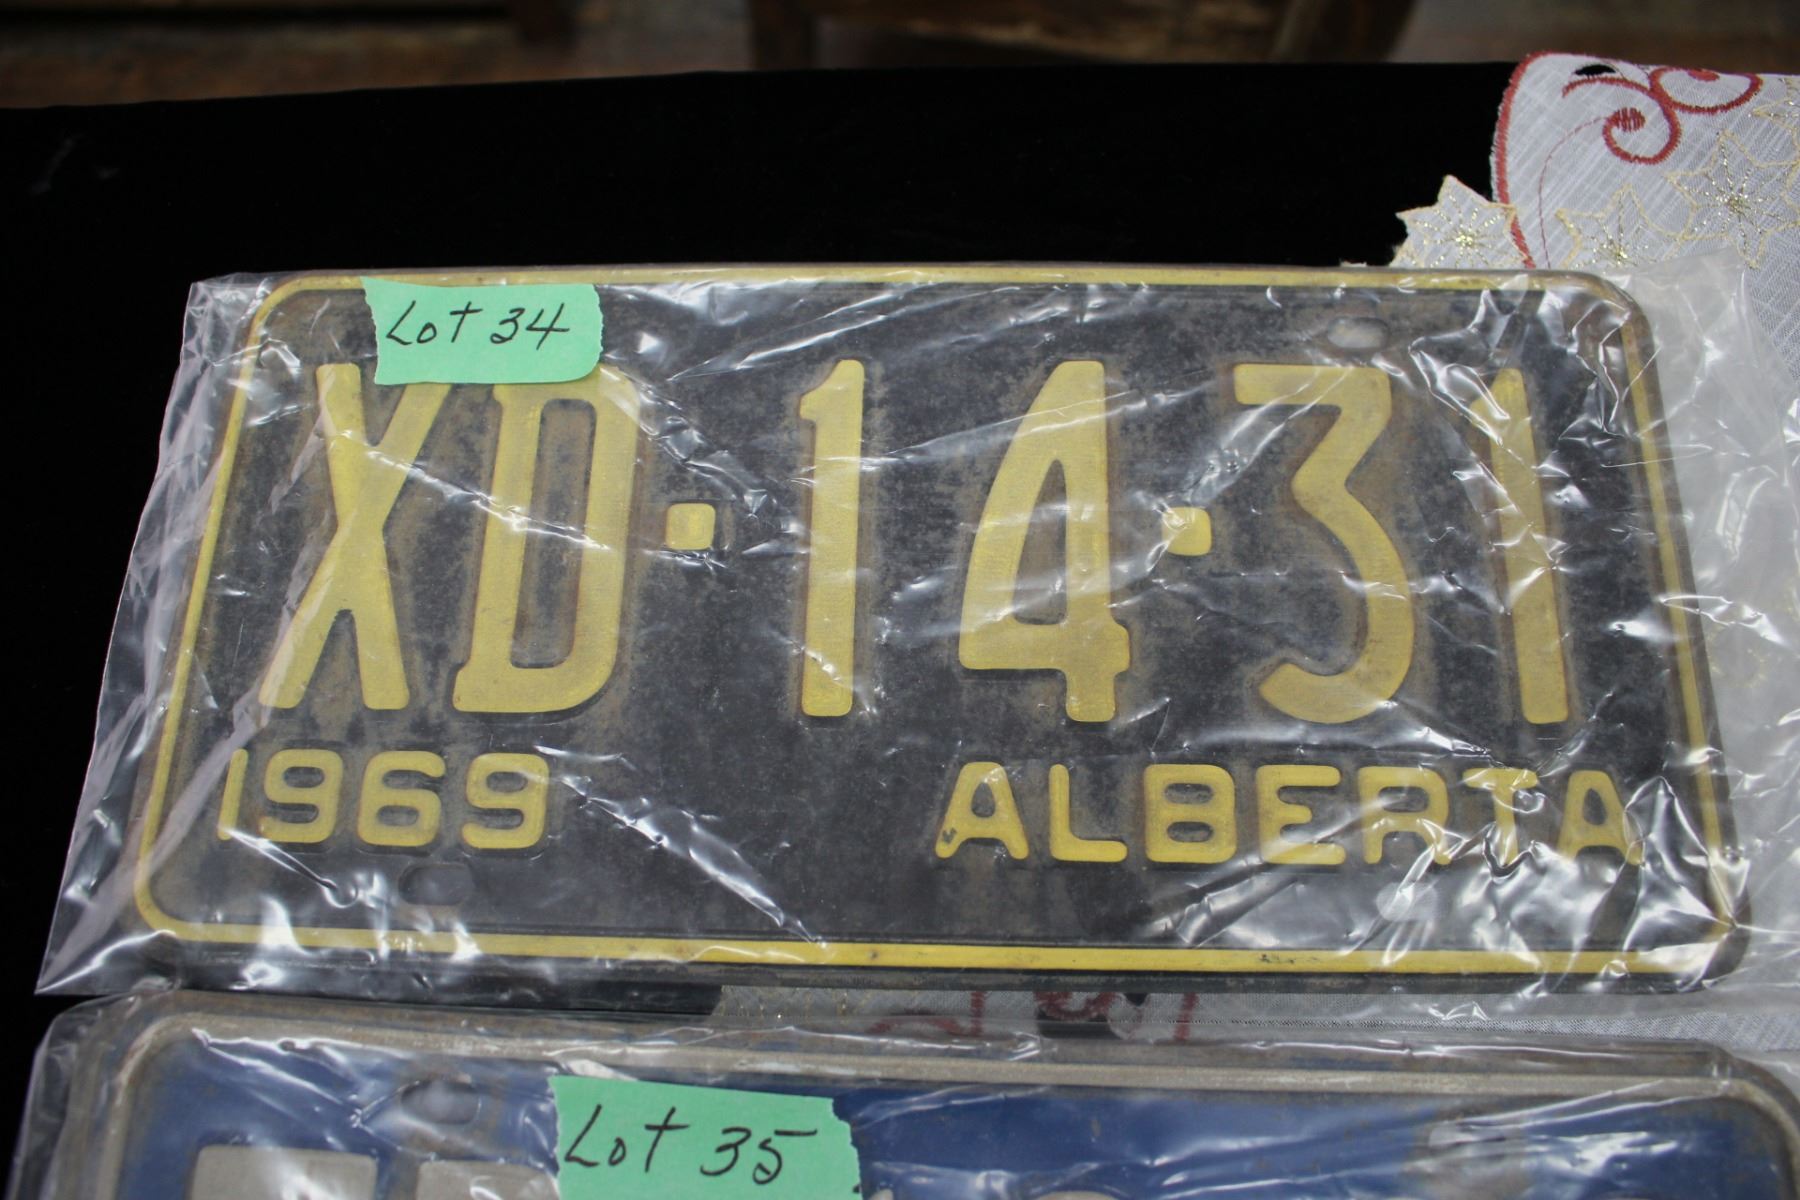 Lot 34
XD·14·31
1969 ALBERTA
Lot 35